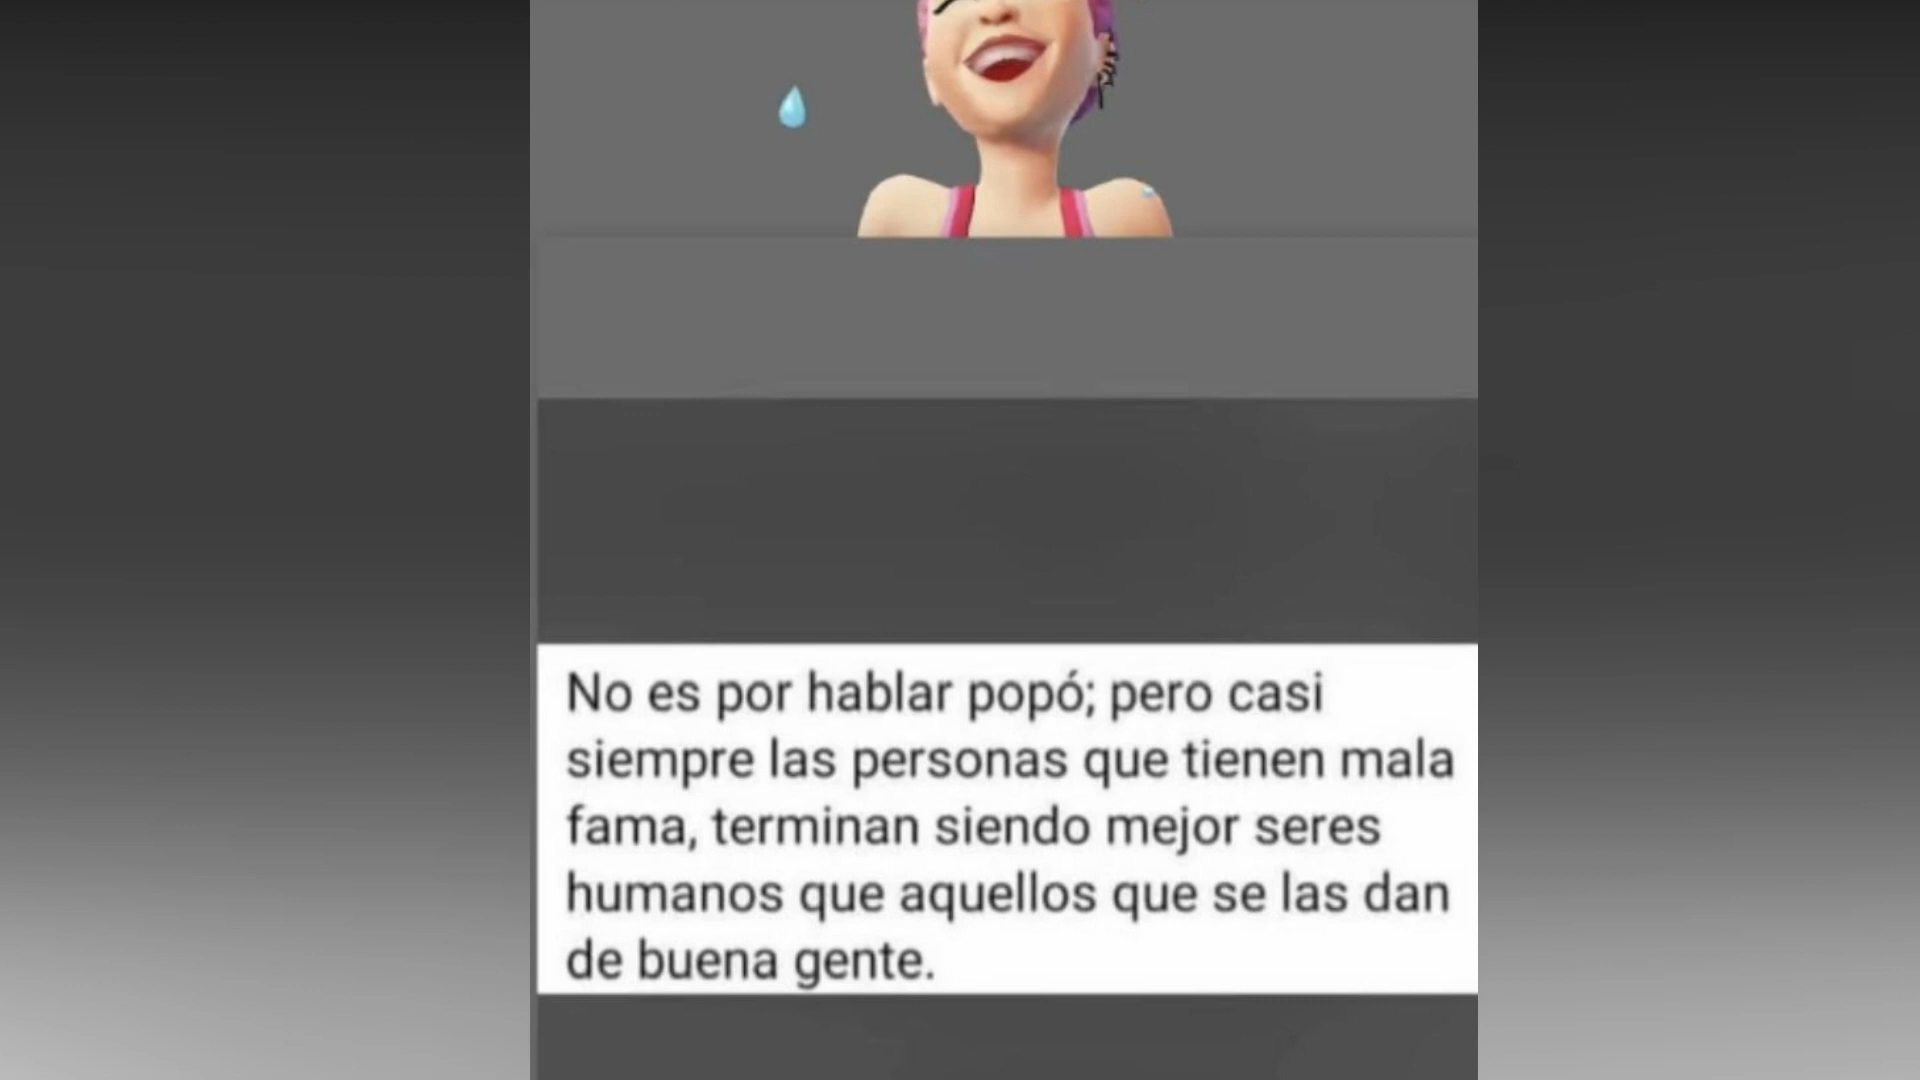 No es por hablar popó; pero casi
siempre las personas que tienen mala
fama, terminan siendo mejor seres
humanos que aquellos que se las dan
de buena gente.